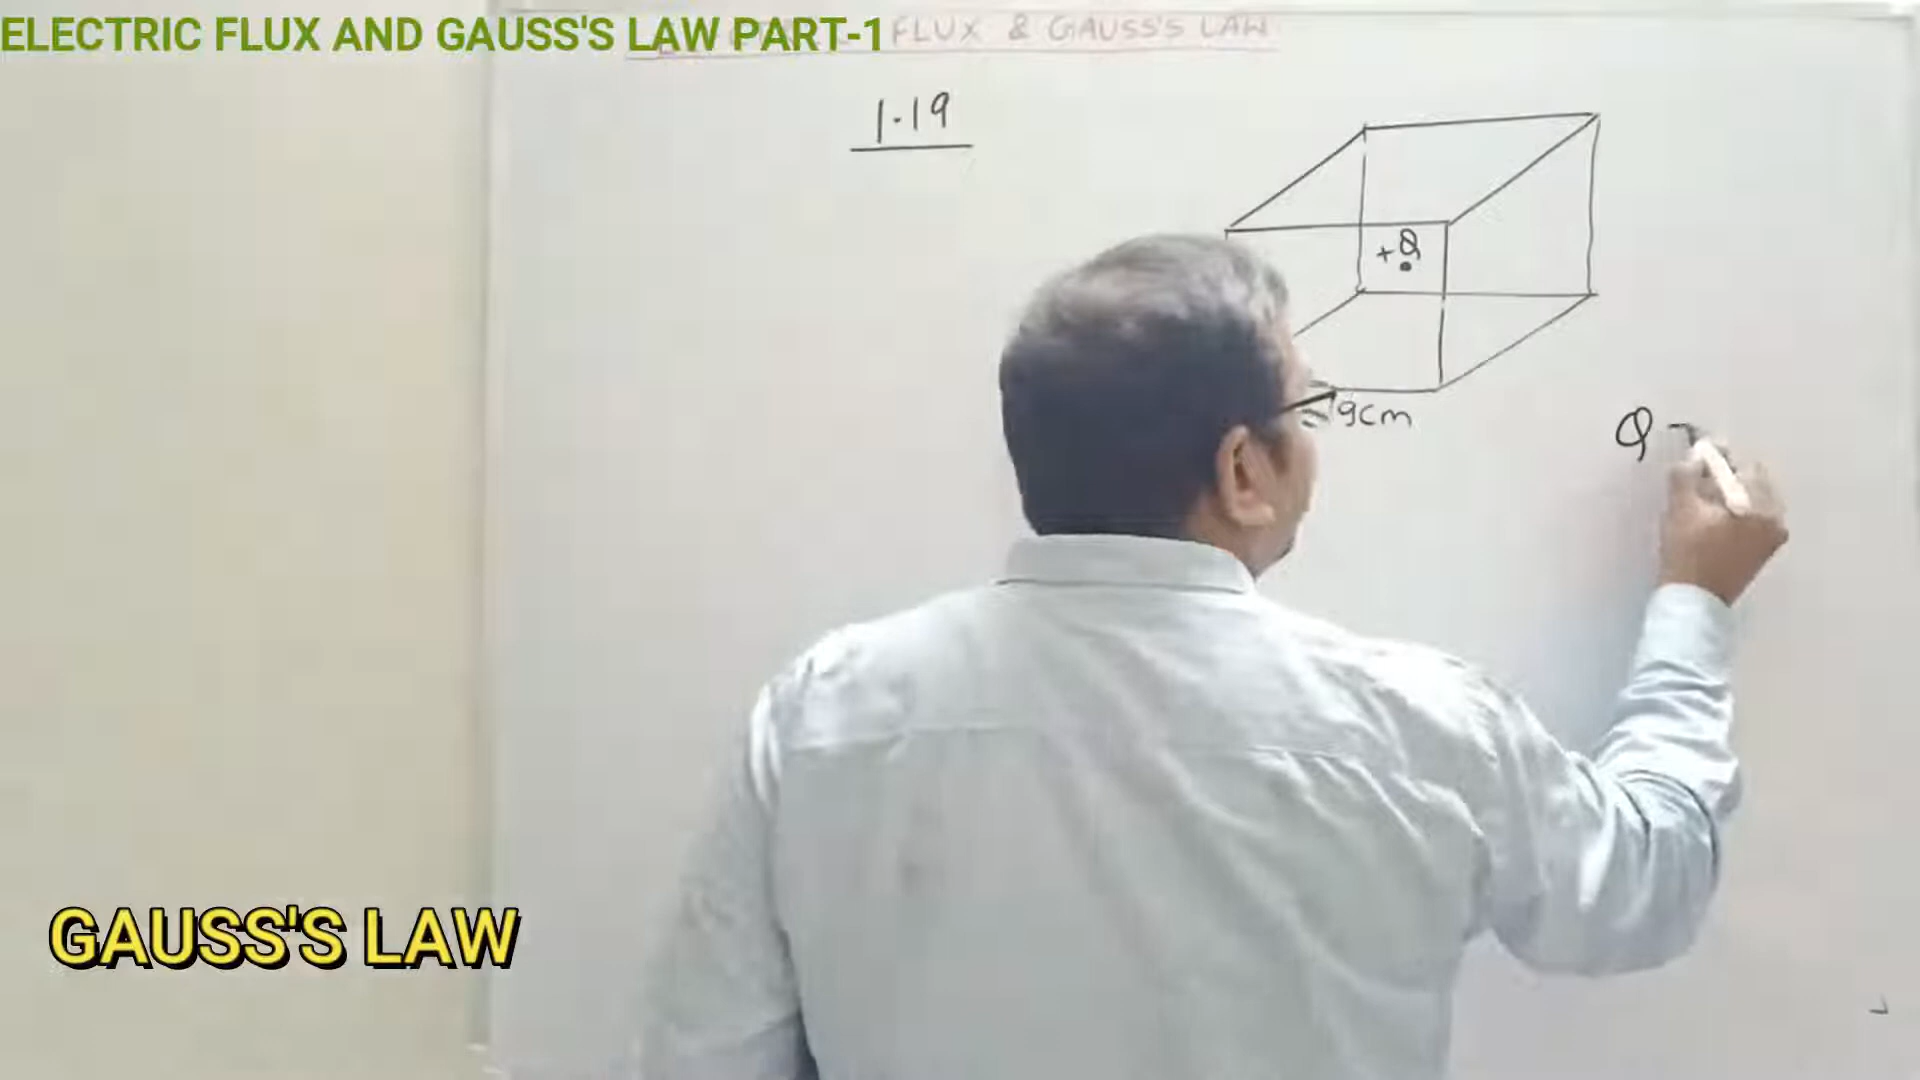 ELECTRIC FLUX AND GAUSS'S LAW PART-1
FLUX & GAUSS'S LAW
1.19
+Q
= 9cm
Q =
GAUSS'S LAW